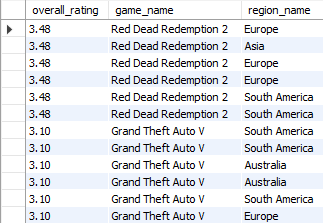 overall_rating game_name region_name
3.48 Red Dead Redemption 2 Europe
3.48 Red Dead Redemption 2 Asia
3.48 Red Dead Redemption 2 Europe
3.48 Red Dead Redemption 2 Europe
3.48 Red Dead Redemption 2 South America
3.48 Red Dead Redemption 2 South America
3.10 Grand Theft Auto V South America
3.10 Grand Theft Auto V South America
3.10 Grand Theft Auto V Australia
3.10 Grand Theft Auto V Australia
3.10 Grand Theft Auto V South America
3.10 Grand Theft Auto V Europe